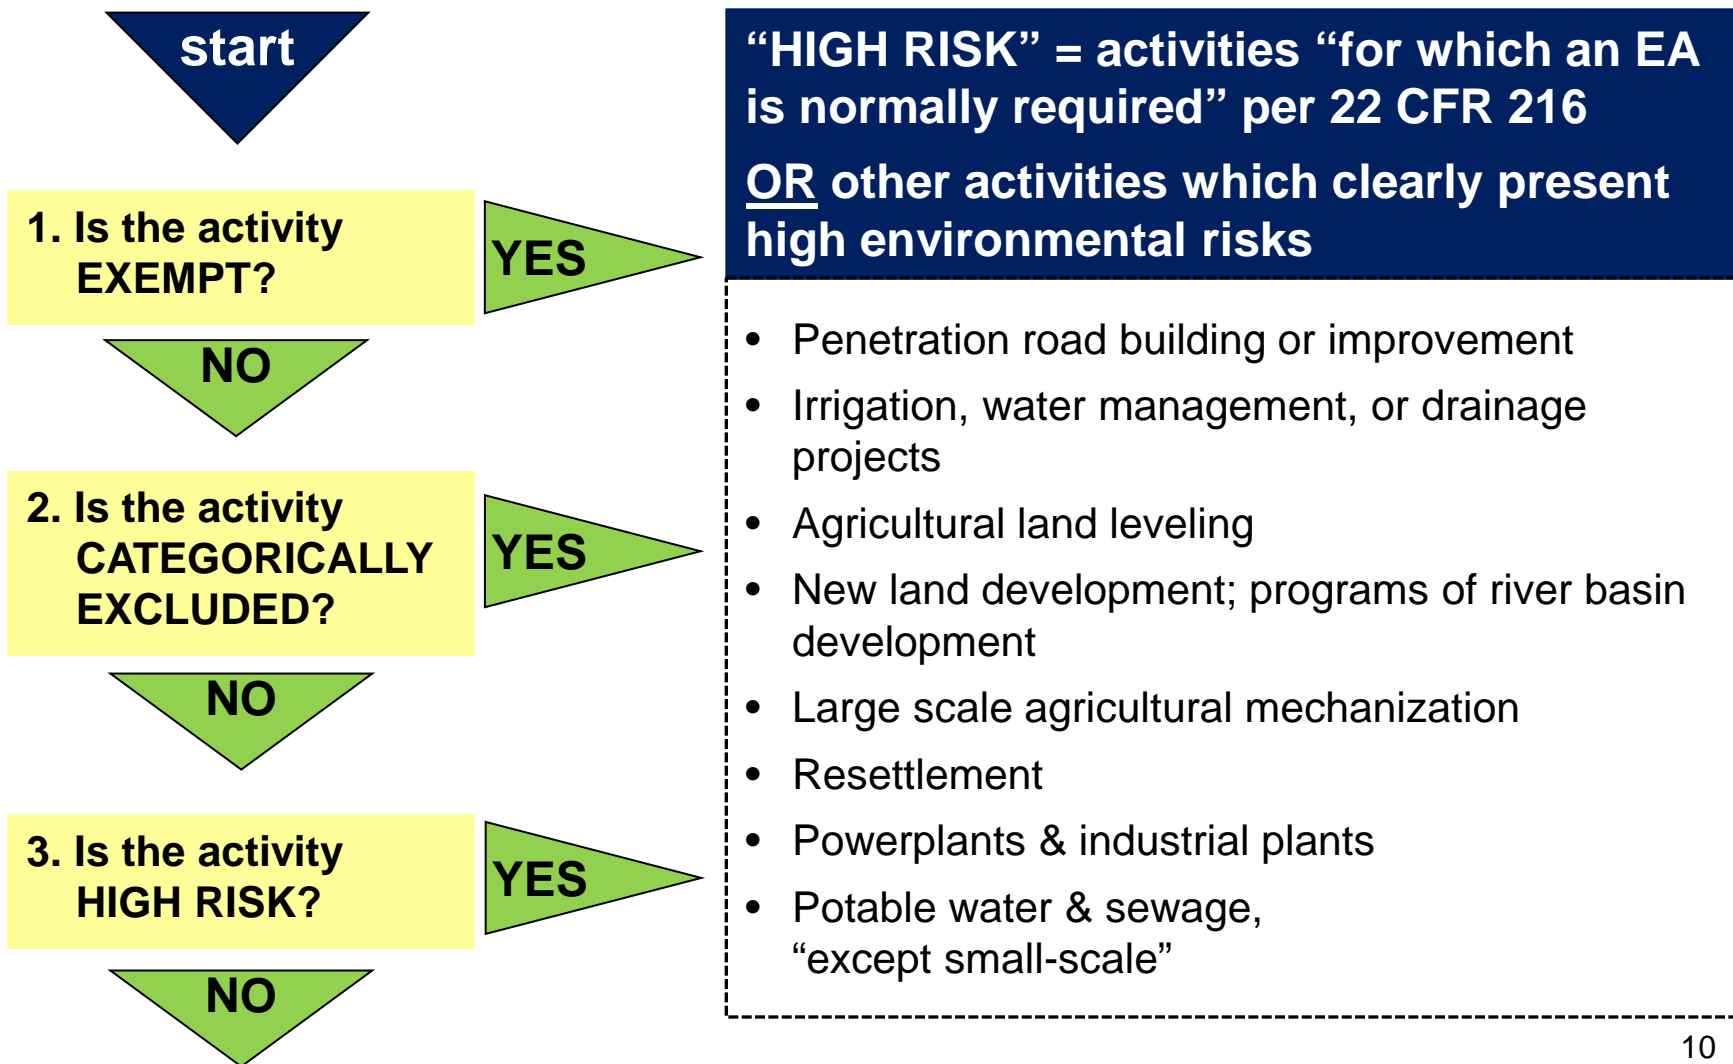 start
1. Is the activity
EXEMPT?
YES
NO
2. Is the activity
CATEGORICALLY
EXCLUDED?
YES
NO
3. Is the activity
HIGH RISK?
YES
NO
“HIGH RISK” = activities “for which an EA
is normally required” per 22 CFR 216
OR other activities which clearly present
high environmental risks
• Penetration road building or improvement
• Irrigation, water management, or drainage
projects
• Agricultural land leveling
• New land development; programs of river basin
development
• Large scale agricultural mechanization
• Resettlement
• Powerplants & industrial plants
• Potable water & sewage,
“except small-scale”
10